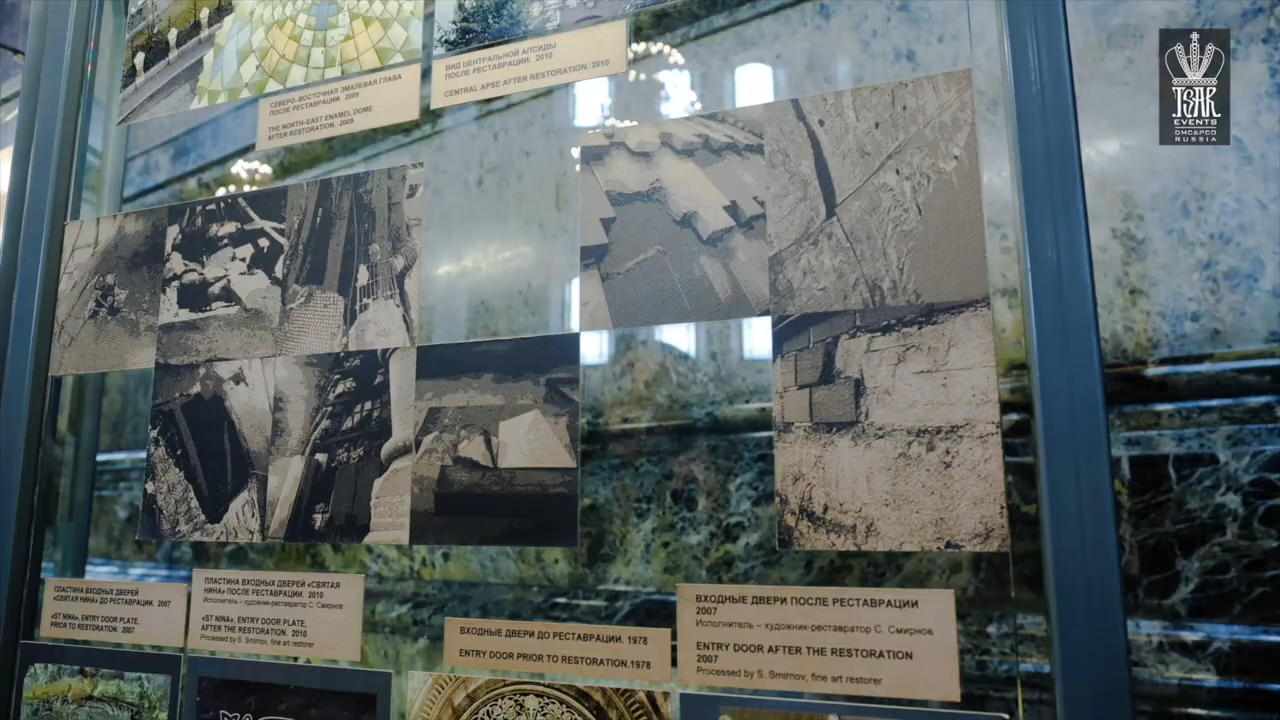 СЕВЕРО-ВОСТОЧНАЯ ЭМАЛЕВАЯ ГЛАВА
ПОСЛЕ РЕСТАВРАЦИИ. 2009
THE NORTH-EAST ENAMEL DOME
AFTER RESTORATION. 2009
ВИД ЦЕНТРАЛЬНОЙ АПСИДЫ
ПОСЛЕ РЕСТАВРАЦИИ. 2010
CENTRAL APSE AFTER RESTORATION. 2010
TSAR
EVENTS
DMC&PCO
RUSSIA
ПЛАСТИНА ВХОДНЫХ ДВЕРЕЙ
«СВЯТАЯ НИНА» ДО РЕСТАВРАЦИИ. 2007
«ST NINA», ENTRY DOOR PLATE,
PRIOR TO RESTORATION. 2007
ПЛАСТИНА ВХОДНЫХ ДВЕРЕЙ «СВЯТАЯ
НИНА» ПОСЛЕ РЕСТАВРАЦИИ. 2010
Исполнитель – художник-реставратор С. Смирнов
«ST NINA», ENTRY DOOR PLATE,
AFTER THE RESTORATION. 2010
Processed by S. Smirnov, fine art restorer
ВХОДНЫЕ ДВЕРИ ДО РЕСТАВРАЦИИ. 1978
ENTRY DOOR PRIOR TO RESTORATION.1978
ВХОДНЫЕ ДВЕРИ ПОСЛЕ РЕСТАВРАЦИИ
2007
Исполнитель – художник-реставратор С. Смирнов
ENTRY DOOR AFTER THE RESTORATION
2007
Processed by S. Smirnov, fine art restorer